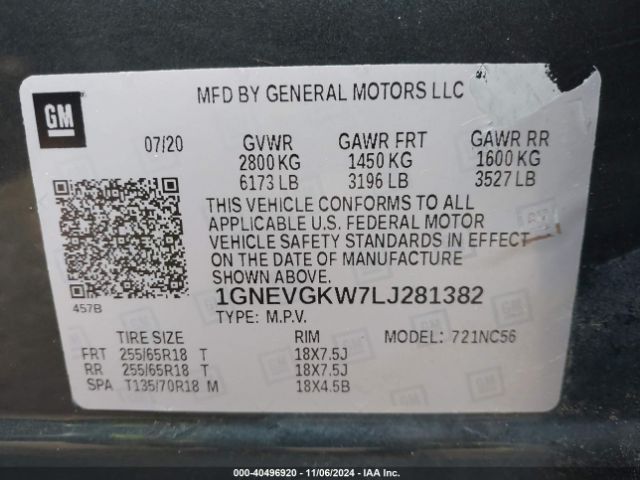 GM
MFD BY GENERAL MOTORS LLC
07/20 GVWR GAWR FRT GAWR RR
2800 KG 1450 KG 1600 KG
6173 LB 3196 LB 3527 LB
THIS VEHICLE CONFORMS TO ALL
APPLICABLE U.S. FEDERAL MOTOR
VEHICLE SAFETY STANDARDS IN EFFECT
ON THE DATE OF MANUFACTURE
SHOWN ABOVE.
457B
1GNEVGKW7LJ281382
TYPE: M.P.V.
TIRE SIZE RIM MODEL: 721NC56
FRT 255/65R18 T 18X7.5J
RR 255/65R18 T 18X7.5J
SPA T135/70R18 M 18X4.5B
000-40496920 - 11/06/2024 - IAA Inc.